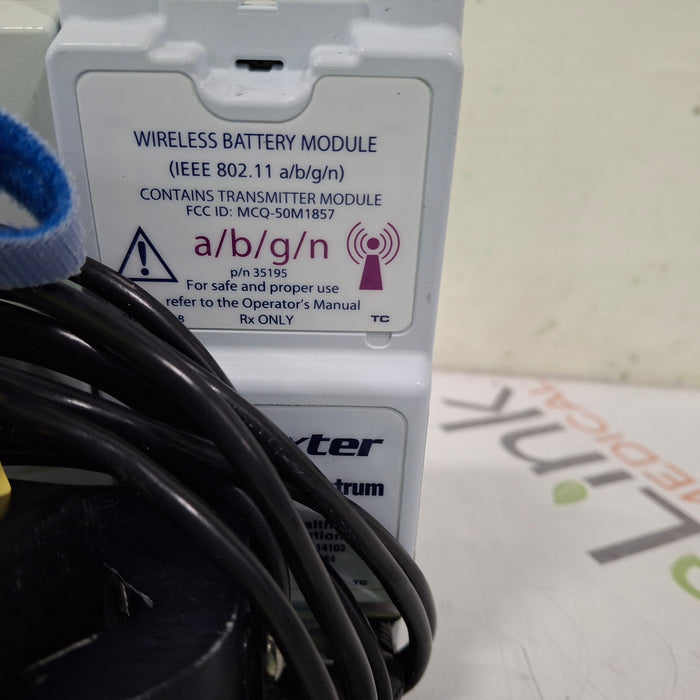 WIRELESS BATTERY MODULE
(IEEE 802.11 a/b/g/n)
CONTAINS TRANSMITTER MODULE
FCC ID: MCQ-50M1857
a/b/g/n
p/n 35195
For safe and proper use
refer to the Operator's Manual
B Rx ONLY TC
xter
trum
14103
TC
Link
MEDICAL